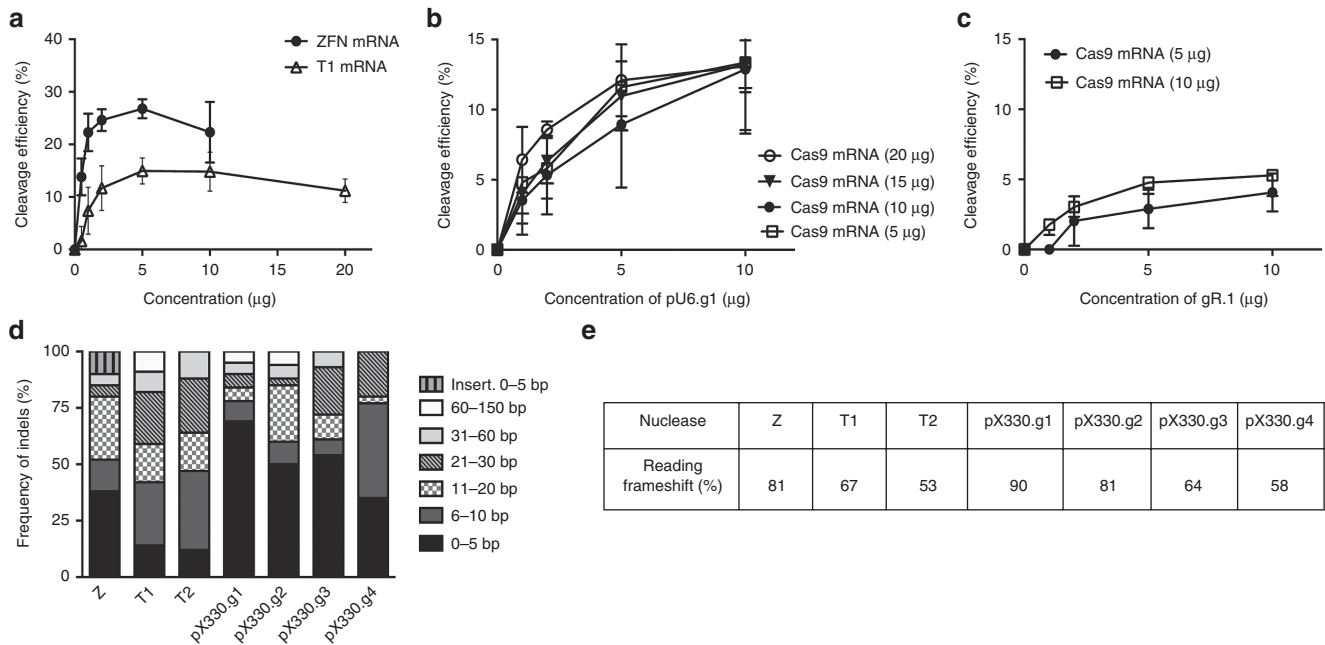 a
40
30
20
10
0
Cleavage efficiency (%)
0
5
10
15
20
Concentration (μg)
ZFN mRNA
T1 mRNA
b
15
10
5
0
Cleavage efficiency (%)
0
5
10
Concentration of pU6.g1 (μg)
Cas9 mRNA (20 μg)
Cas9 mRNA (15 μg)
Cas9 mRNA (10 μg)
Cas9 mRNA (5 μg)
c
15
10
5
0
Cleavage efficiency (%)
0
5
10
Concentration of gR.1 (μg)
Cas9 mRNA (5 μg)
Cas9 mRNA (10 μg)
d
100
75
50
25
0
Frequency of indels (%)
Z
T1
T2
pX330.g1
pX330.g2
pX330.g3
pX330.g4
Insert. 0–5 bp
60–150 bp
31–60 bp
21–30 bp
11–20 bp
6–10 bp
0–5 bp
e
Nuclease Z T1 T2 pX330.g1 pX330.g2 pX330.g3 pX330.g4
Reading
frameshift (%) 81 67 53 90 81 64 58